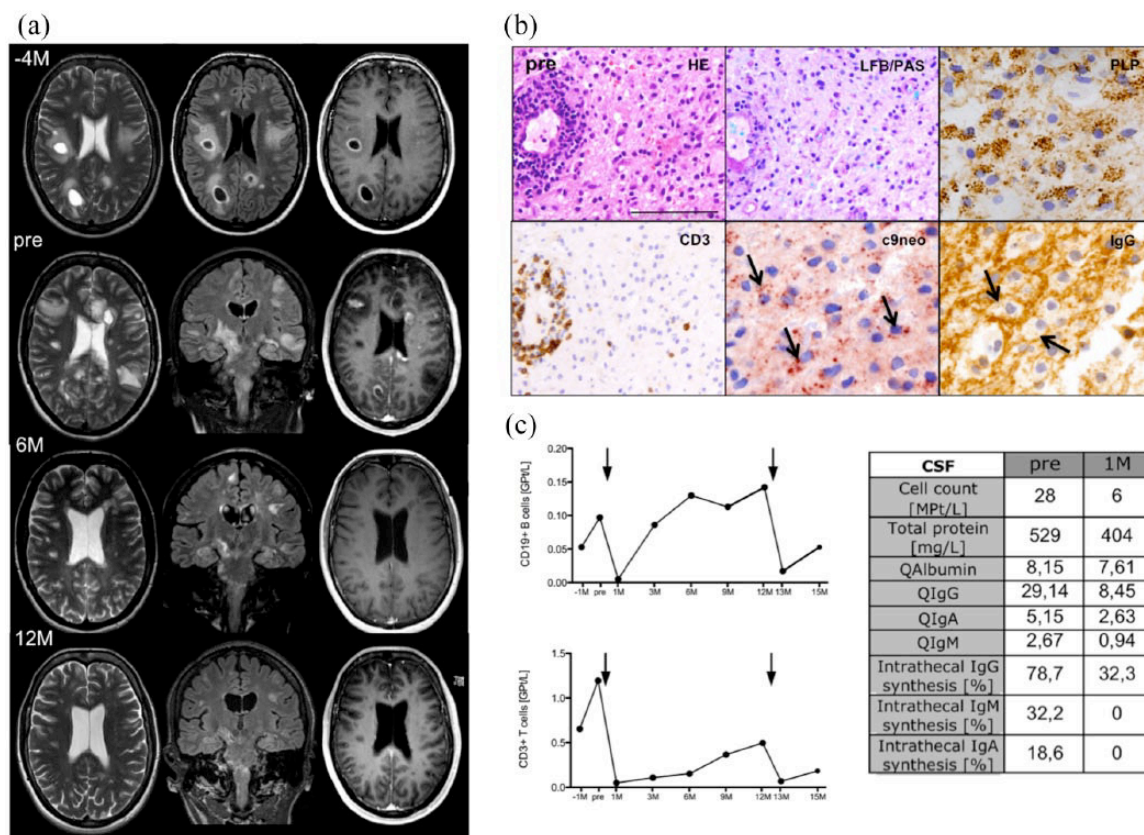 (a)
-4M
pre
6M
12M
(b)
pre
HE
LFB/PAS
PLP
CD3
c9neo
IgG
(c)
CD19+ B cells [GPt/L]
0.20
0.15
0.10
0.05
0.00
-1M pre 1M 3M 6M 9M 12M 13M 15M
CD3+ T cells [GPt/L]
1.5
1.0
0.5
0.0
-1M pre 1M 3M 6M 9M 12M 13M 15M
CSF pre 1M
Cell count [MPt/L] 28 6
Total protein [mg/L] 529 404
QAlbumin 8,15 7,61
QIgG 29,14 8,45
QIgA 5,15 2,63
QIgM 2,67 0,94
Intrathecal IgG synthesis [%] 78,7 32,3
Intrathecal IgM synthesis [%] 32,2 0
Intrathecal IgA synthesis [%] 18,6 0